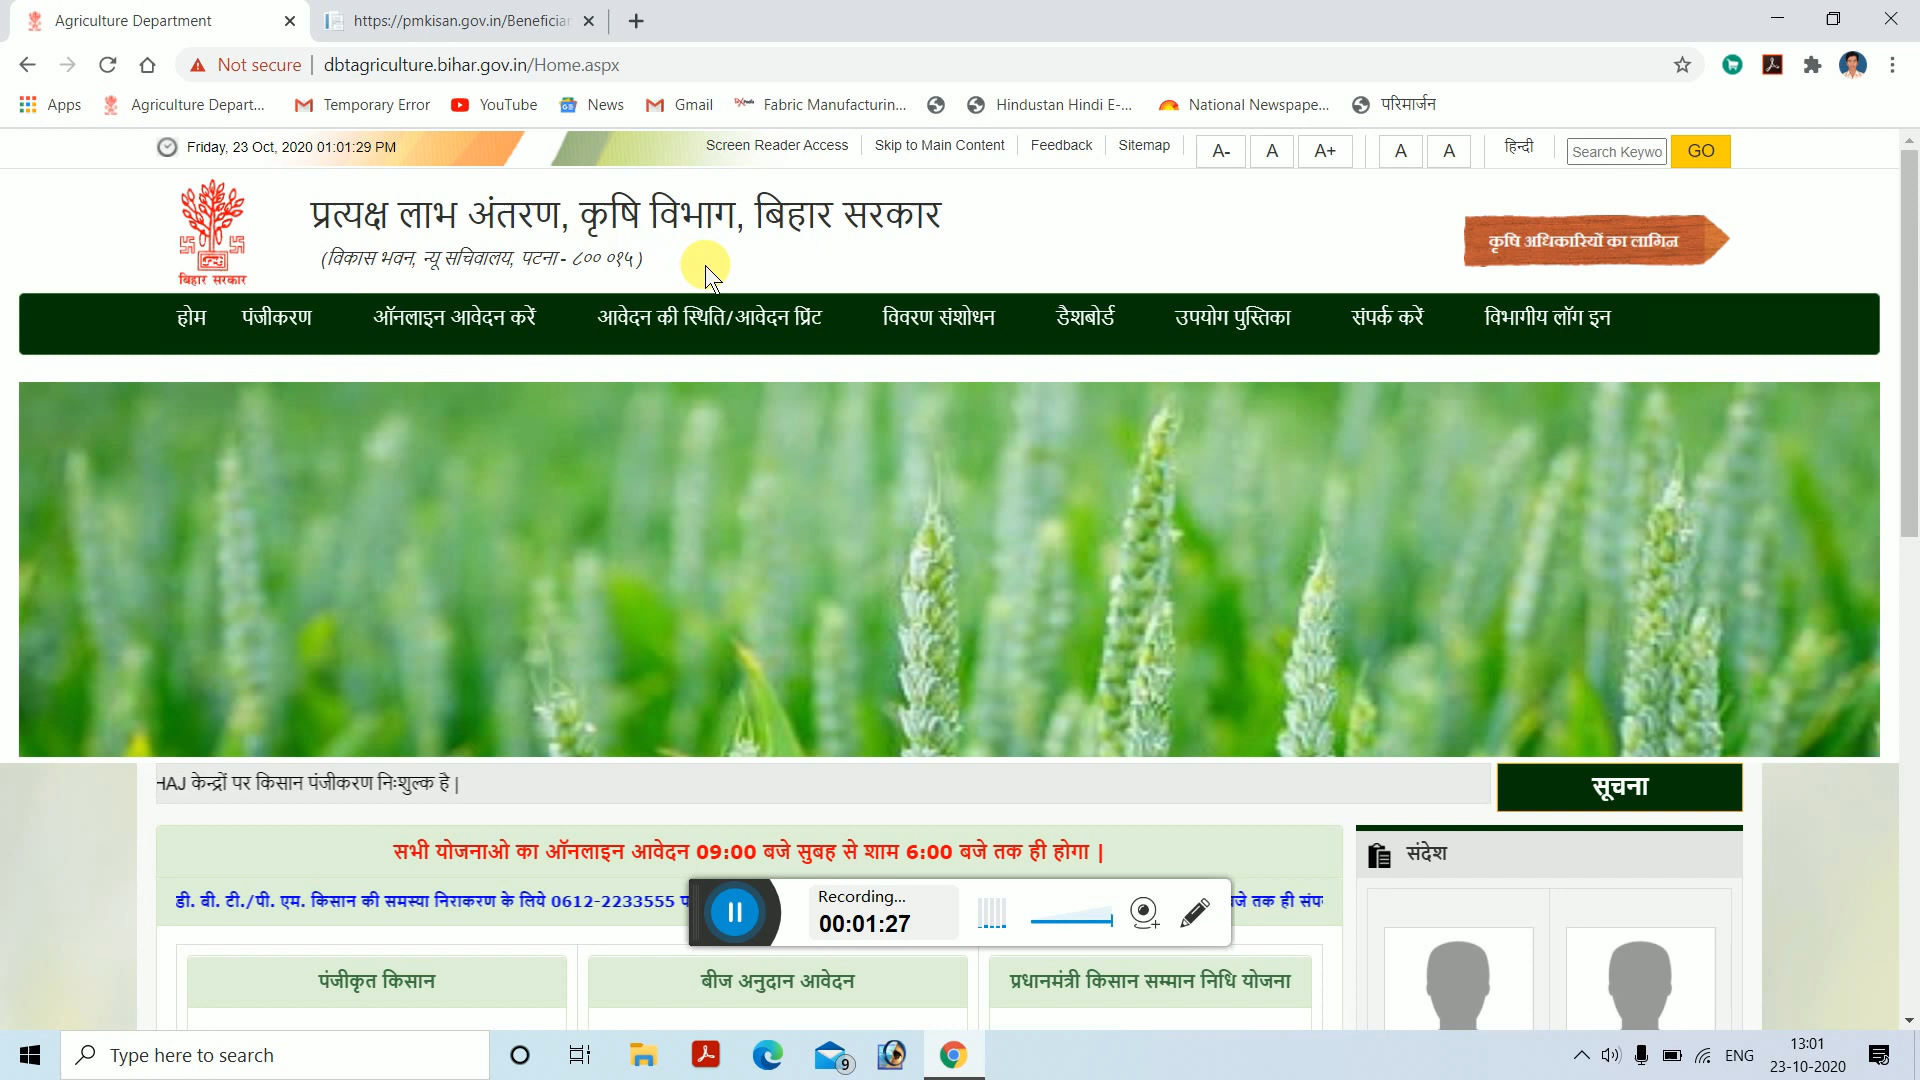 Agriculture Department
https://pmkisan.gov.in/Beneficiar
Not secure | dbtagriculture.bihar.gov.in/Home.aspx
Apps Agriculture Depart... Temporary Error YouTube News Gmail Fabric Manufacturin... Hindustan Hindi E-... National Newspape... परिमार्जन
Friday, 23 Oct, 2020 01:01:29 PM Screen Reader Access Skip to Main Content Feedback Sitemap A- A A+ A A हिन्दी Search Keywo GO
प्रत्यक्ष लाभ अंतरण, कृषि विभाग, बिहार सरकार
(विकास भवन, न्यू सचिवालय, पटना - ८०० ०१५ )
बिहार सरकार
कृषि अधिकारियों का लागिन
होम पंजीकरण ऑनलाइन आवेदन करें आवेदन की स्थिति/आवेदन प्रिंट विवरण संशोधन डैशबोर्ड उपयोग पुस्तिका संपर्क करें विभागीय लॉग इन
HAJ केन्द्रों पर किसान पंजीकरण निःशुल्क है |
सूचना
सभी योजनाओ का ऑनलाइन आवेदन 09:00 बजे सुबह से शाम 6:00 बजे तक ही होगा |
संदेश
डी. बी. टी./पी. एम. किसान की समस्या निराकरण के लिये 0612-2233555 प
जे तक ही संप
Recording...
00:01:27
पंजीकृत किसान बीज अनुदान आवेदन प्रधानमंत्री किसान सम्मान निधि योजना
Type here to search
9
ENG
13:01
23-10-2020